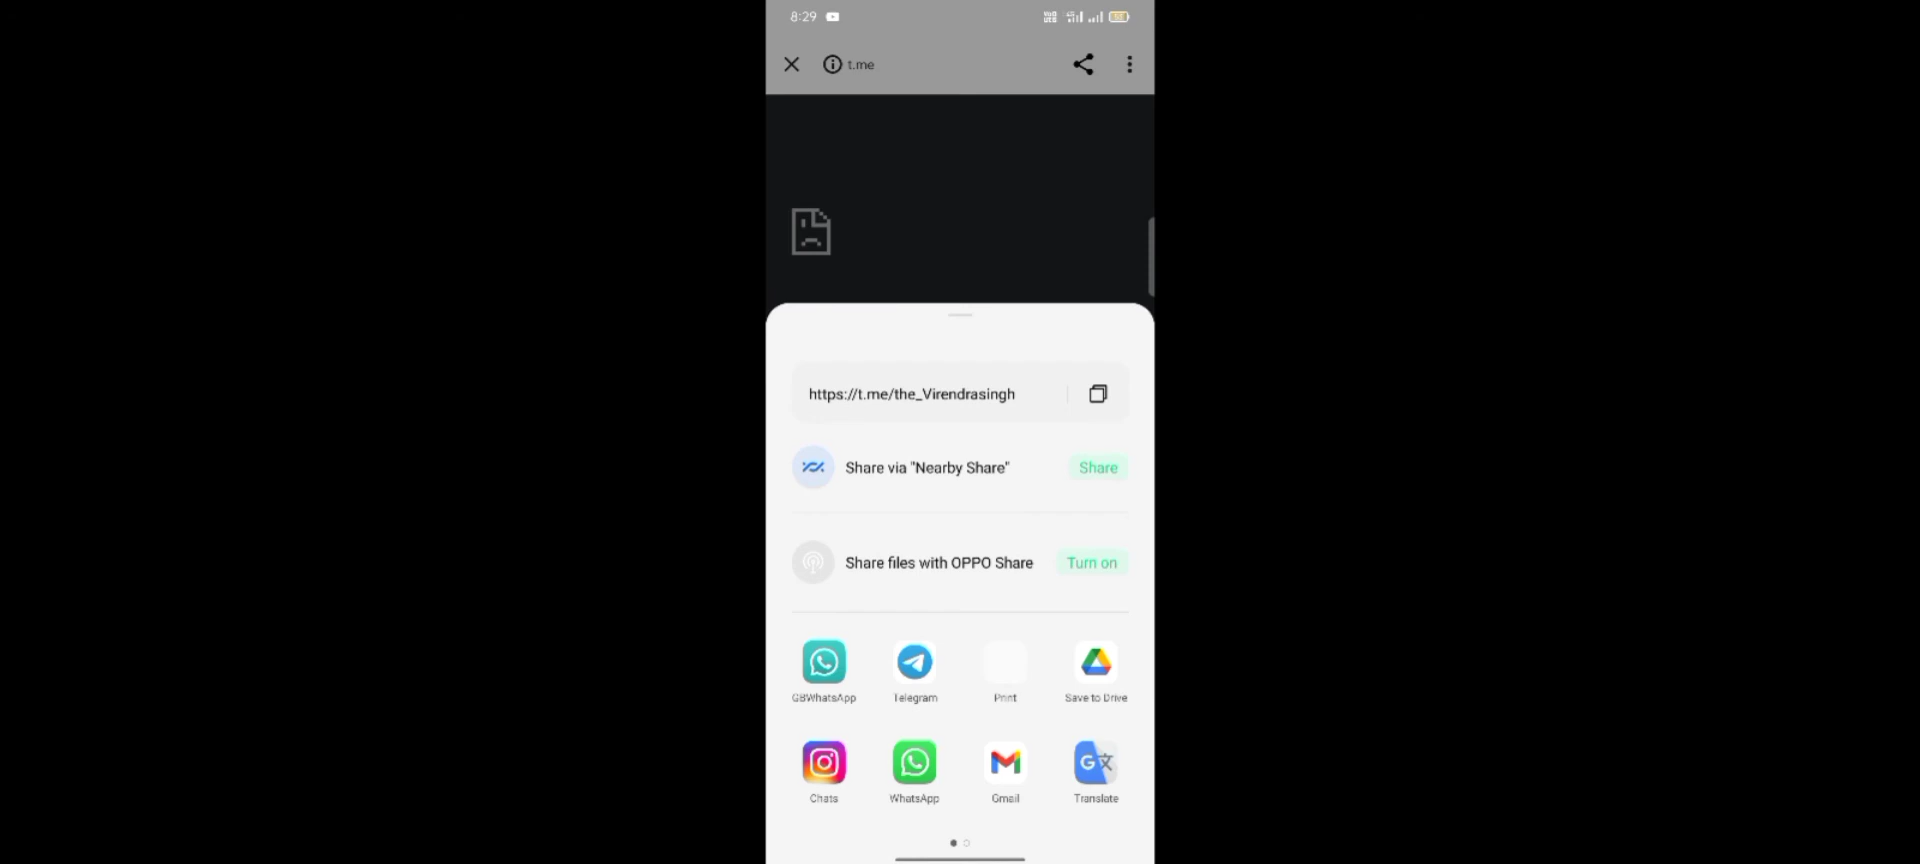 8:29
t.me
https://t.me/the_Virendrasingh
Share via "Nearby Share"
Share
Share files with OPPO Share
Turn on
GBWhatsApp
Telegram
Print
Save to Drive
Chats
WhatsApp
Gmail
Translate